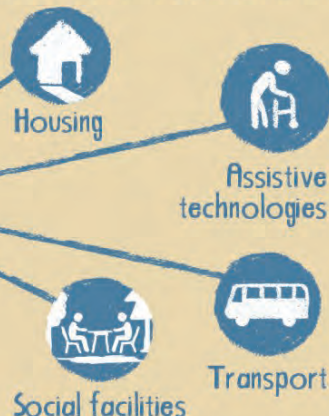 Housing
Assistive
technologies
Transport
Social facilities